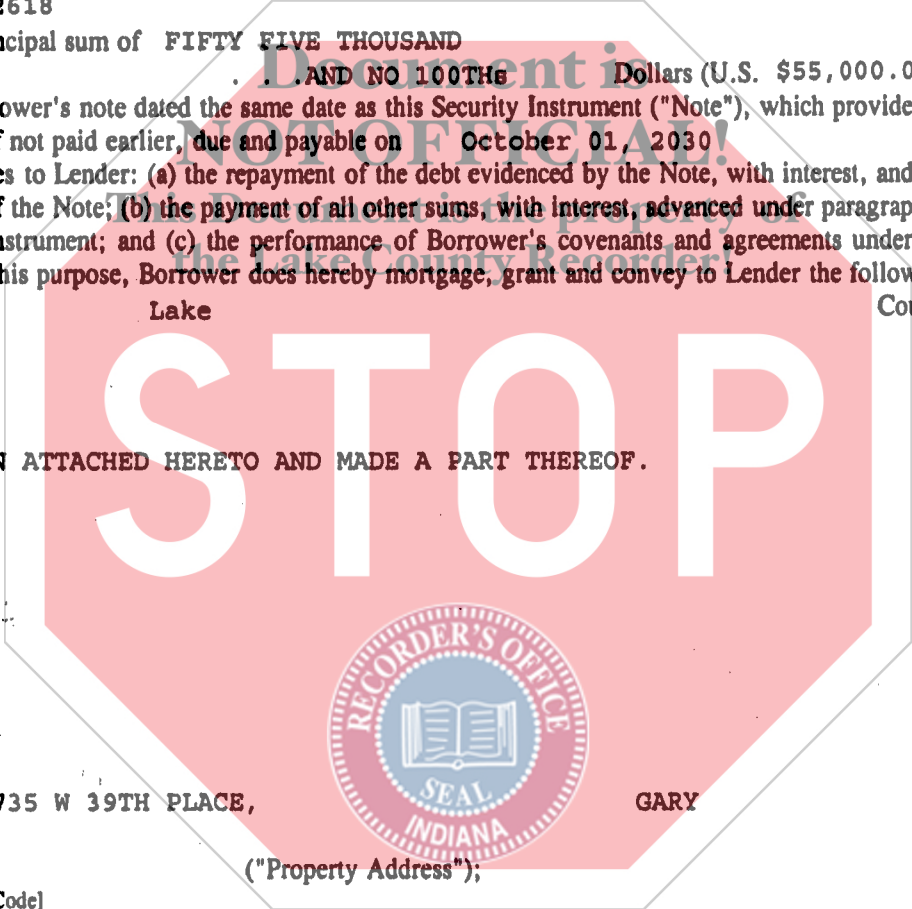 2618
ncipal sum of FIFTY FIVE THOUSAND
. . .AND NO 100THs Dollars (U.S. $55,000.0
ower's note dated the same date as this Security Instrument ("Note"), which provide
f not paid earlier, due and payable on October 01, 2030
es to Lender: (a) the repayment of the debt evidenced by the Note, with interest, and
f the Note; (b) the payment of all other sums, with interest, advanced under paragrap
nstrument; and (c) the performance of Borrower's covenants and agreements under
his purpose, Borrower does hereby mortgage, grant and convey to Lender the follow
Lake Cou
N ATTACHED HERETO AND MADE A PART THEREOF.
735 W 39TH PLACE, GARY
("Property Address");
Code]
Document is
NOT OFFICIAL!
This Document is the property
the Lake County Recorder!
STOP
RECORDER'S OFFICE
SEAL
INDIANA